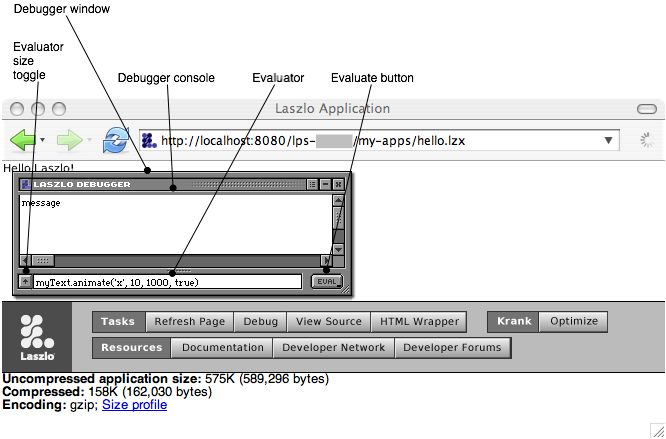 Debugger window
Evaluator
size
toggle
Debugger console
Evaluator
Evaluate button
Laszlo Application
http://localhost:8080/lps- /my-apps/hello.lzx
Hello Laszlo!
LASZLO DEBUGGER
message
myText.animate('x', 10, 1000, true)
EVAL
Laszlo
Tasks Refresh Page Debug View Source HTML Wrapper Krank Optimize
Resources Documentation Developer Network Developer Forums
Uncompressed application size: 575K (589,296 bytes)
Compressed: 158K (162,030 bytes)
Encoding: gzip; Size profile